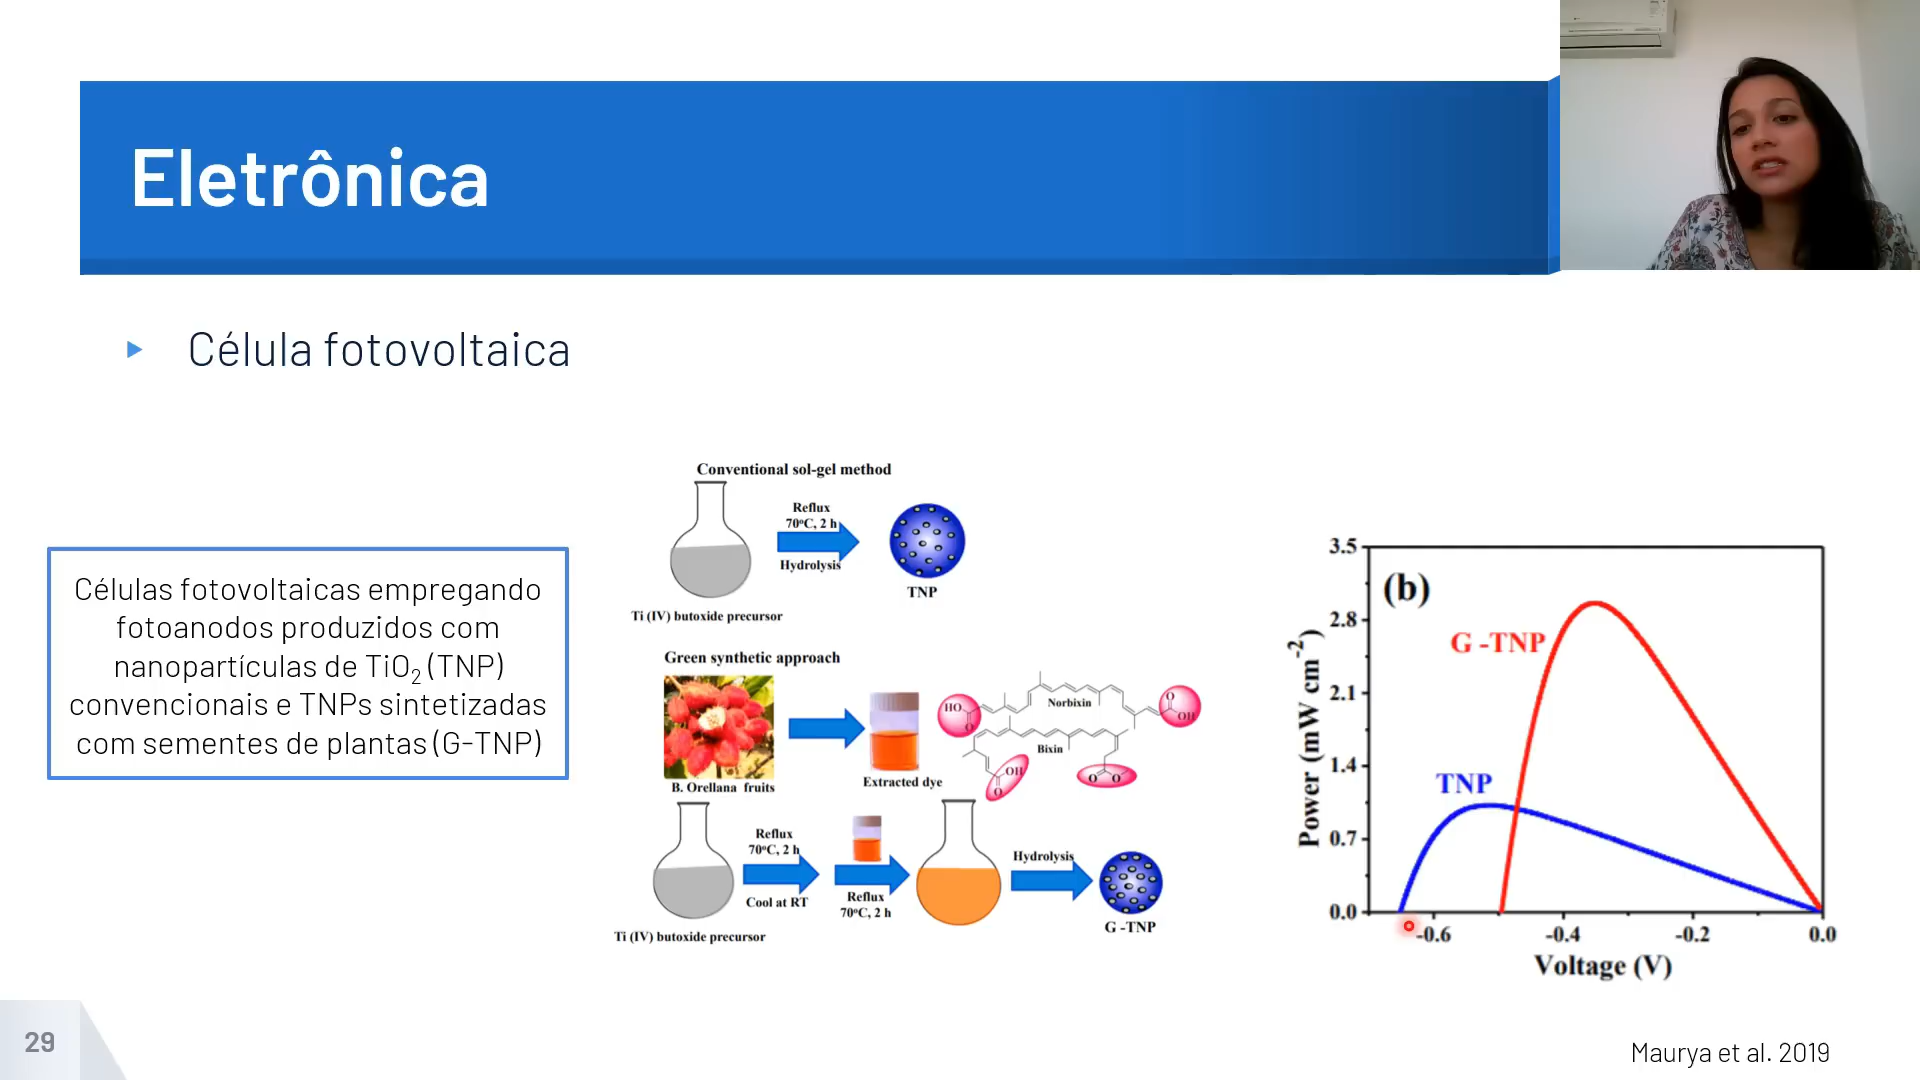 Eletrônica
Célula fotovoltaica
Células fotovoltaicas empregando
fotoanodos produzidos com
nanopartículas de TiO₂ (TNP)
convencionais e TNPs sintetizadas
com sementes de plantas (G-TNP)
Conventional sol-gel method
Reflux
70ºC, 2 h
Hydrolysis
TNP
Ti (IV) butoxide precursor
Green synthetic approach
B. Orellana fruits
Extracted dye
HO
O
Norbixin
O
OH
Bixin
OH
O
O O
Reflux
70ºC, 2 h
Cool at RT
Reflux
70ºC, 2 h
Hydrolysis
G -TNP
Ti (IV) butoxide precursor
(b)
G -TNP
TNP
Power (mW cm⁻²)
3.5
2.8
2.1
1.4
0.7
0.0
-0.6 -0.4 -0.2 0.0
Voltage (V)
29
Maurya et al. 2019